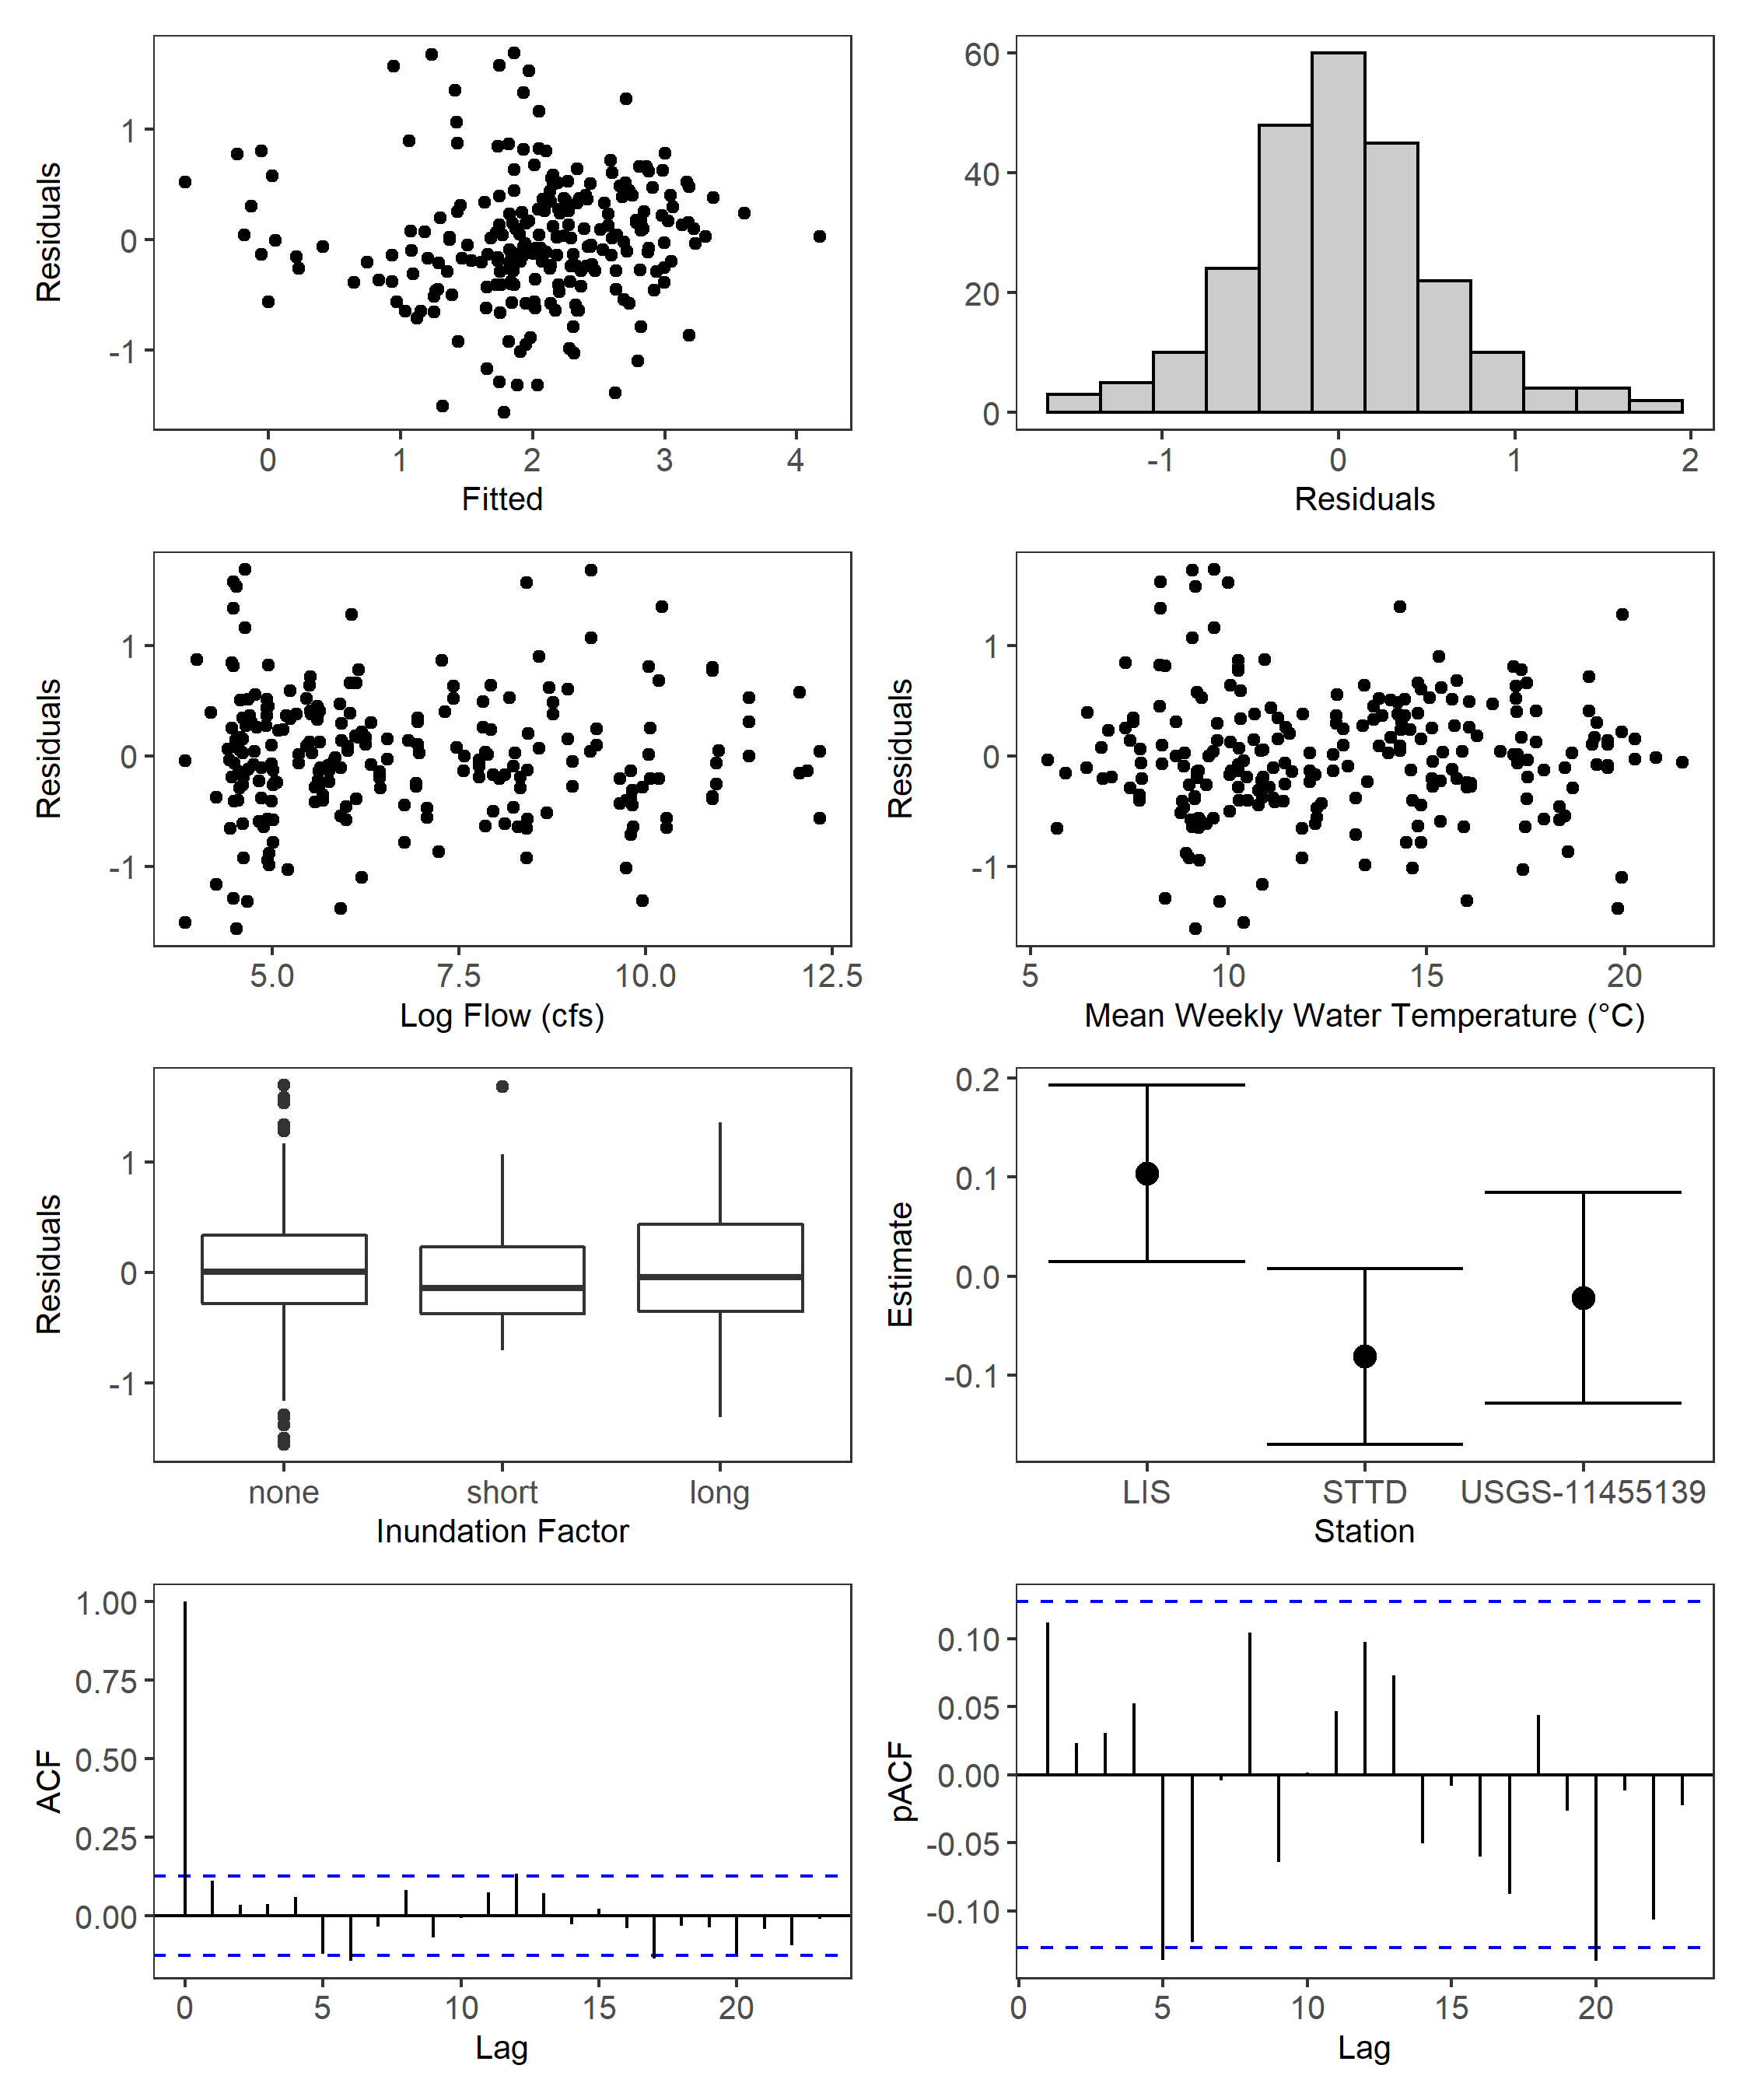 1
0
-1
Residuals
0 1 2 3 4
Fitted
60
40
20
0
-1 0 1 2
Residuals
1
0
-1
Residuals
5.0 7.5 10.0 12.5
Log Flow (cfs)
1
0
-1
Residuals
5 10 15 20
Mean Weekly Water Temperature (°C)
1
0
-1
Residuals
none short long
Inundation Factor
0.2
0.1
0.0
-0.1
Estimate
LIS STTD USGS-11455139
Station
1.00
0.75
0.50
0.25
0.00
ACF
0 5 10 15 20
Lag
0.10
0.05
0.00
-0.05
-0.10
pACF
0 5 10 15 20
Lag